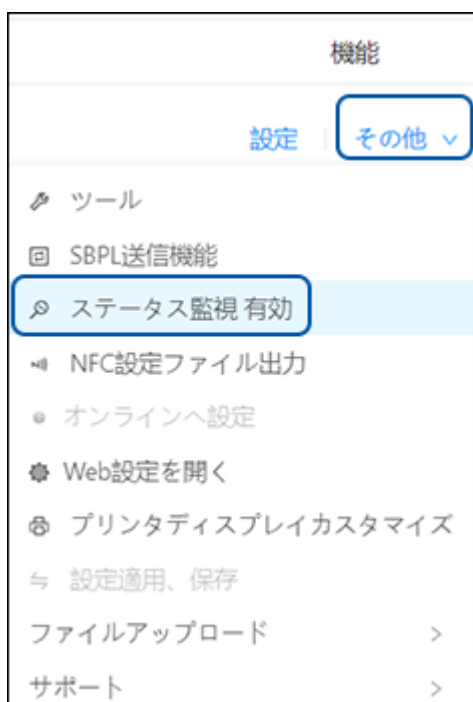 機能
設定 その他
ツール
SBPL送信機能
ステータス監視 有効
NFC設定ファイル出力
オンラインへ設定
Web設定を開く
プリンタディスプレイカスタマイズ
設定適用、保存
ファイルアップロード
サポート